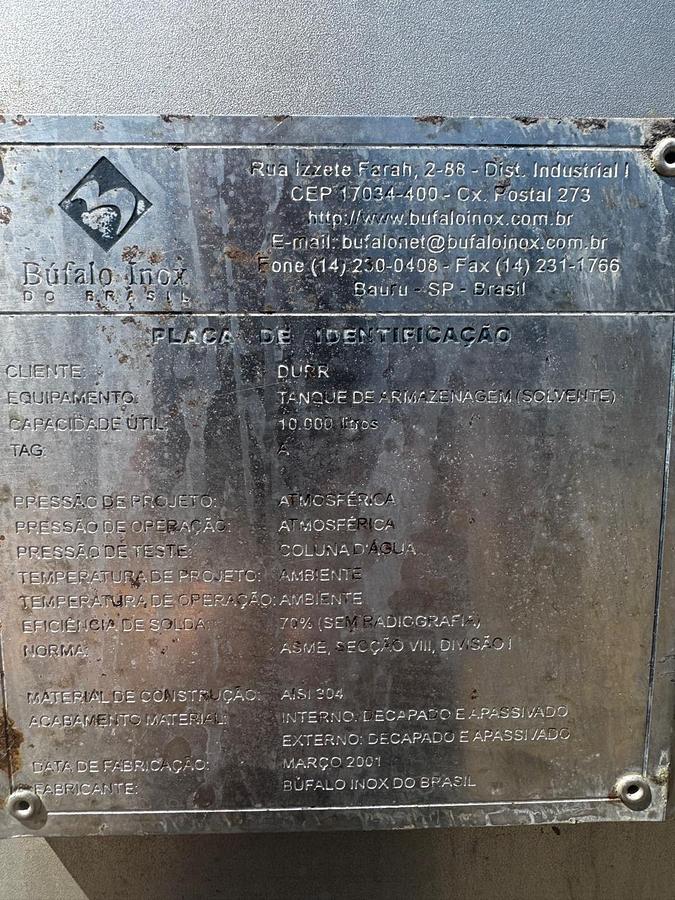 Rua Izzete Farah, 2-88 - Dist. Industrial I
CEP 17034-400 - Cx. Postal 273
http://www.bufaloinox.com.br
E-mail: bufalonet@bufaloinox.com.br
Fone (14) 230-0408 - Fax (14) 231-1766
Bauru - SP - Brasil
Búfalo Inox
DO BRASIL
PLACA DE IDENTIFICAÇÃO
CLIENTE: DURR
EQUIPAMENTO: TANQUE DE ARMAZENAGEM (SOLVENTE)
CAPACIDADE ÚTIL: 10.000 litros
TAG: A
PRESSÃO DE PROJETO: ATMOSFÉRICA
PRESSÃO DE OPERAÇÃO: ATMOSFÉRICA
PRESSÃO DE TESTE: COLUNA D'ÁGUA
TEMPERATURA DE PROJETO: AMBIENTE
TEMPERATURA DE OPERAÇÃO: AMBIENTE
EFICIÊNCIA DE SOLDA: 70% (SEM RADIOGRAFIA)
NORMA: ASME, SECÇÃO VIII, DIVISÃO I
MATERIAL DE CONSTRUÇÃO: AISI 304
ACABAMENTO MATERIAL: INTERNO: DECAPADO E APASSIVADO
EXTERNO: DECAPADO E APASSIVADO
DATA DE FABRICAÇÃO: MARÇO 2001
FABRICANTE: BÚFALO INOX DO BRASIL